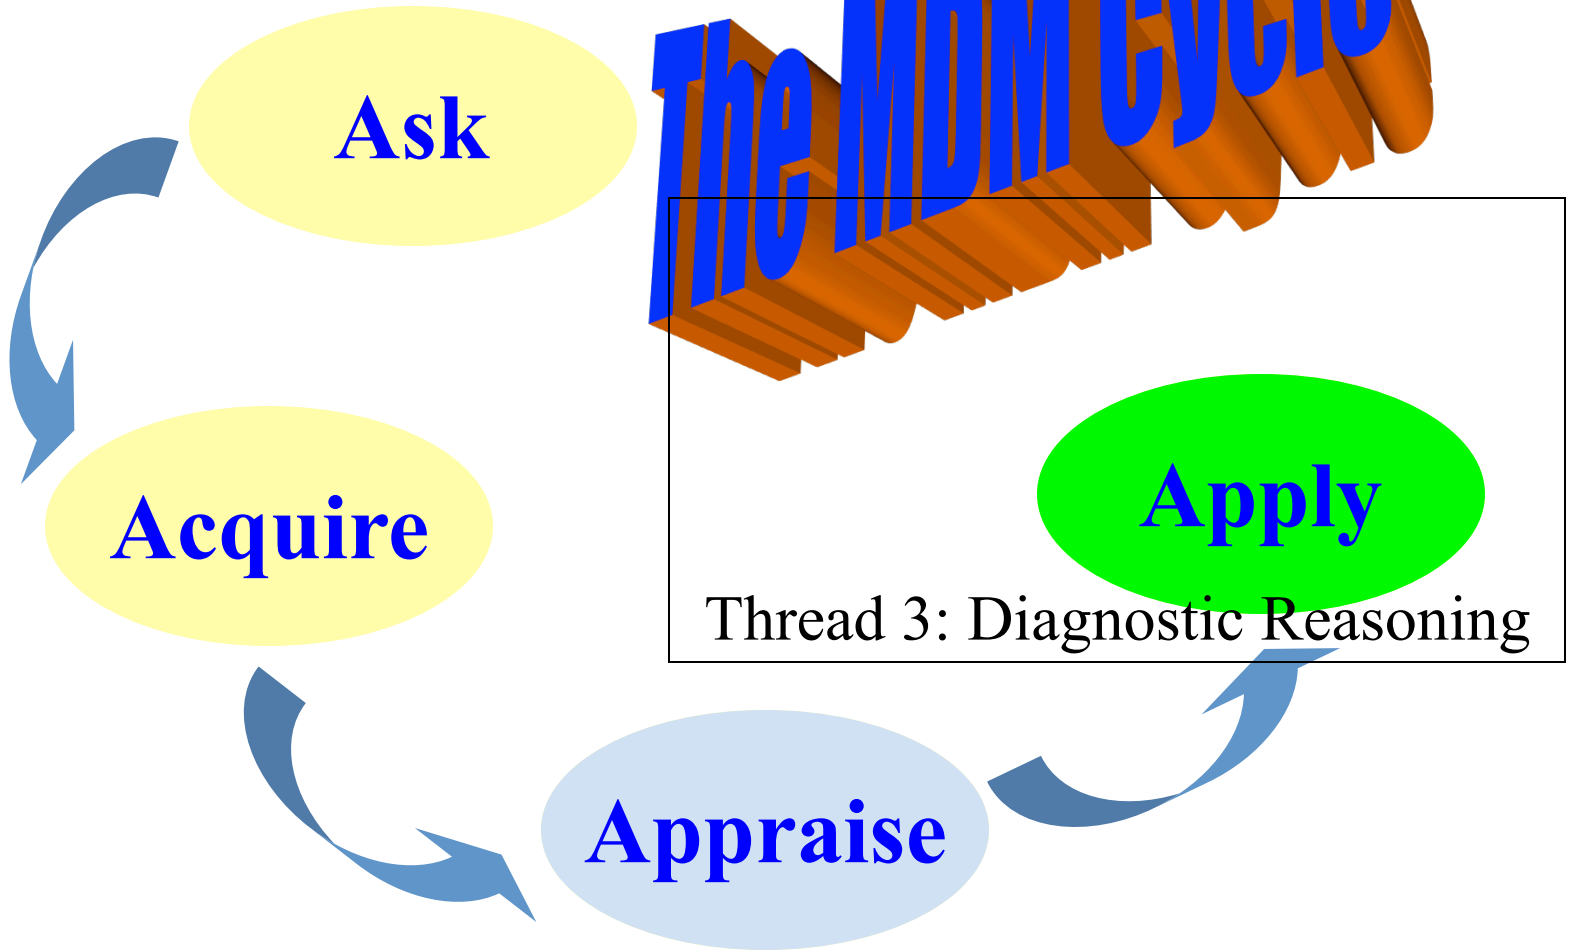 The MDM Cycle
Ask
Acquire
Apply
Thread 3: Diagnostic Reasoning
Appraise